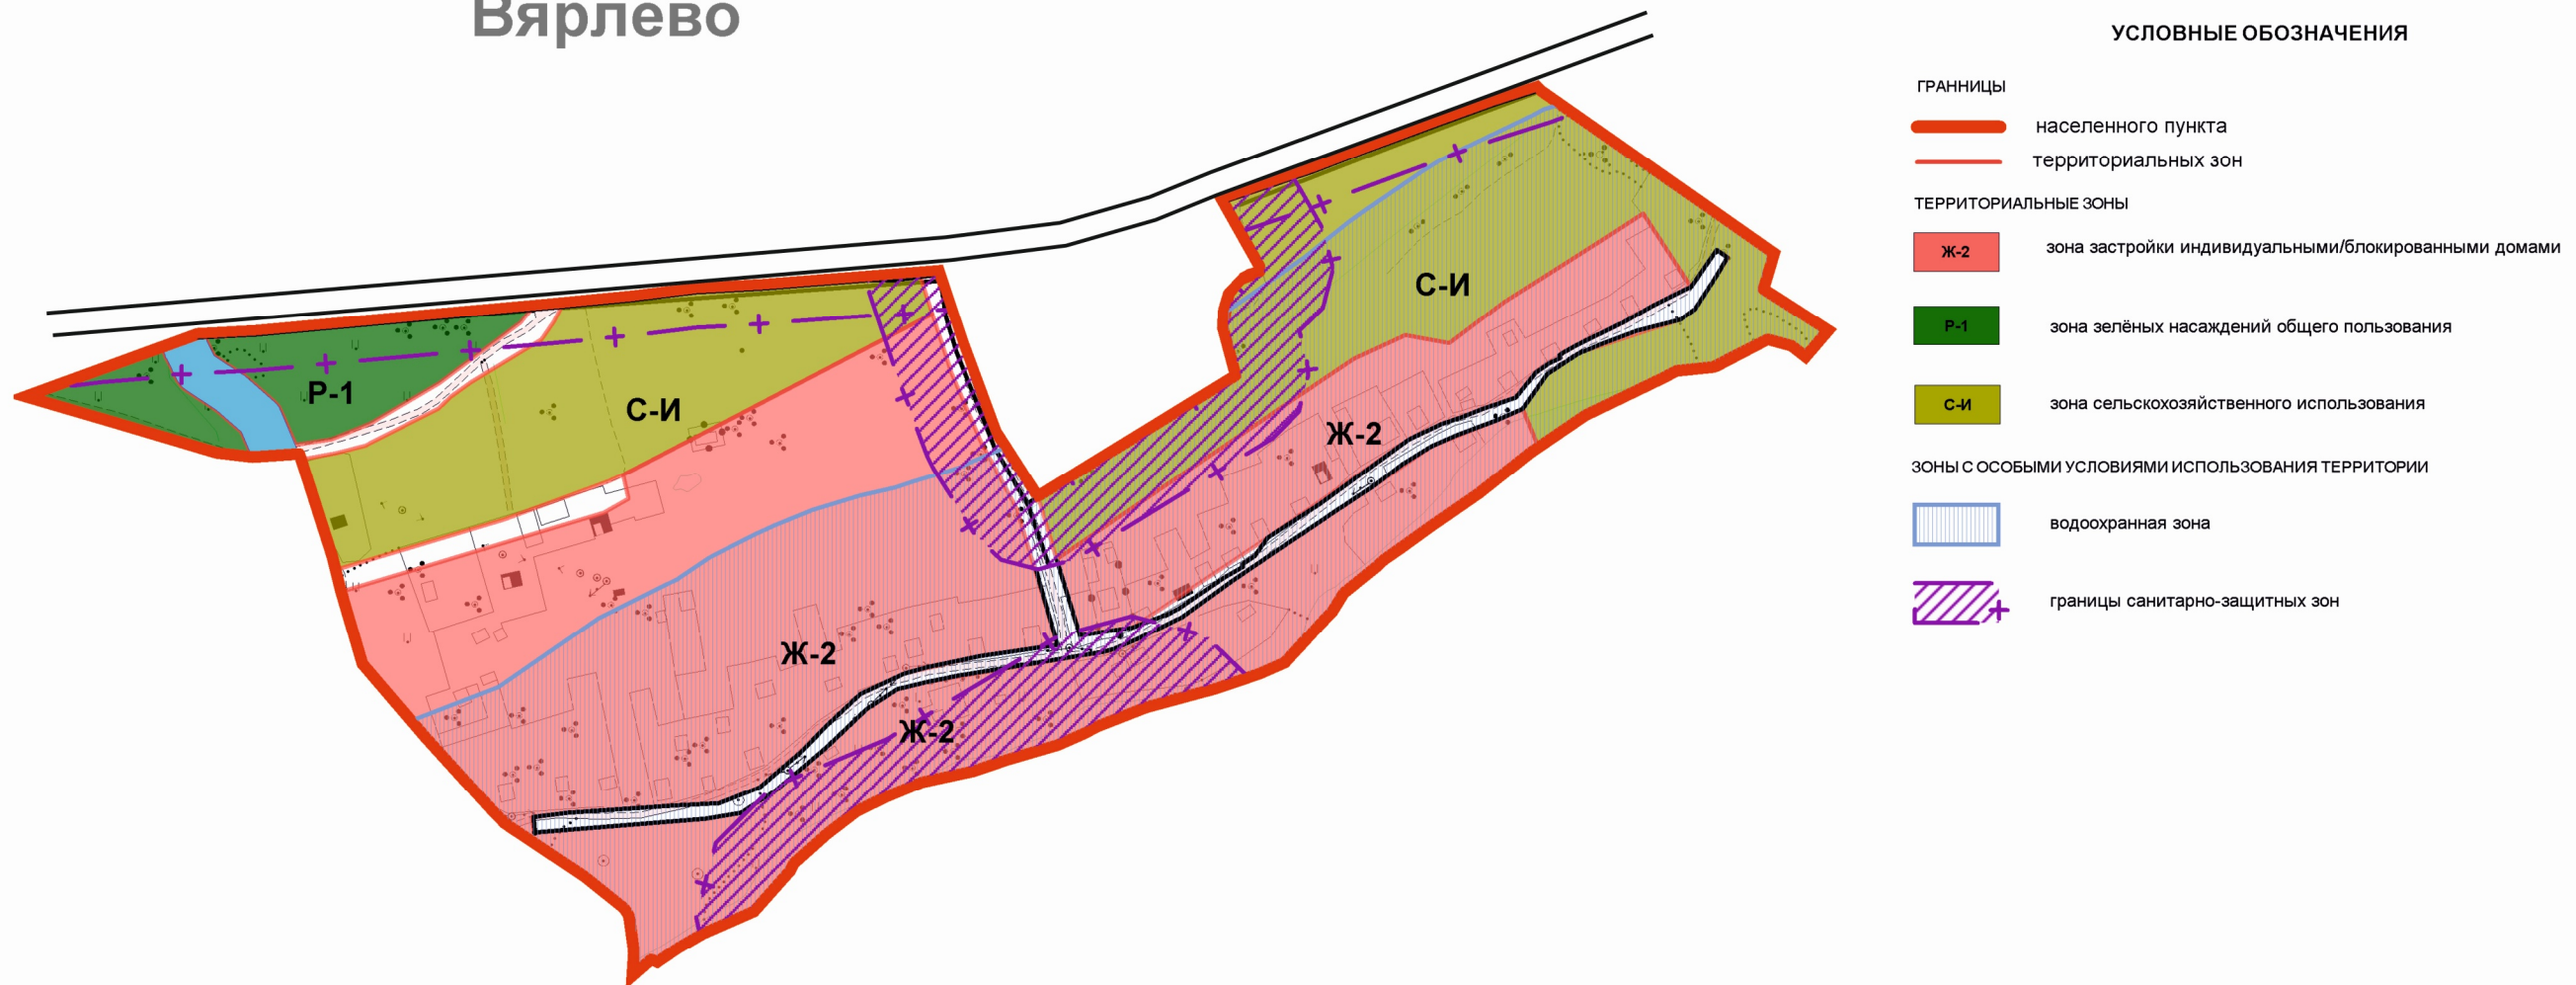 Вярлево
УСЛОВНЫЕ ОБОЗНАЧЕНИЯ
ГРАННИЦЫ
населенного пункта
территориальных зон
ТЕРРИТОРИАЛЬНЫЕ ЗОНЫ
Ж-2 зона застройки индивидуальными/блокированными домами
Р-1 зона зелёных насаждений общего пользования
С-И зона сельскохозяйственного использования
ЗОНЫ С ОСОБЫМИ УСЛОВИЯМИ ИСПОЛЬЗОВАНИЯ ТЕРРИТОРИИ
водоохранная зона
границы санитарно-защитных зон
С-И
Р-1
С-И
Ж-2
Ж-2
Ж-2